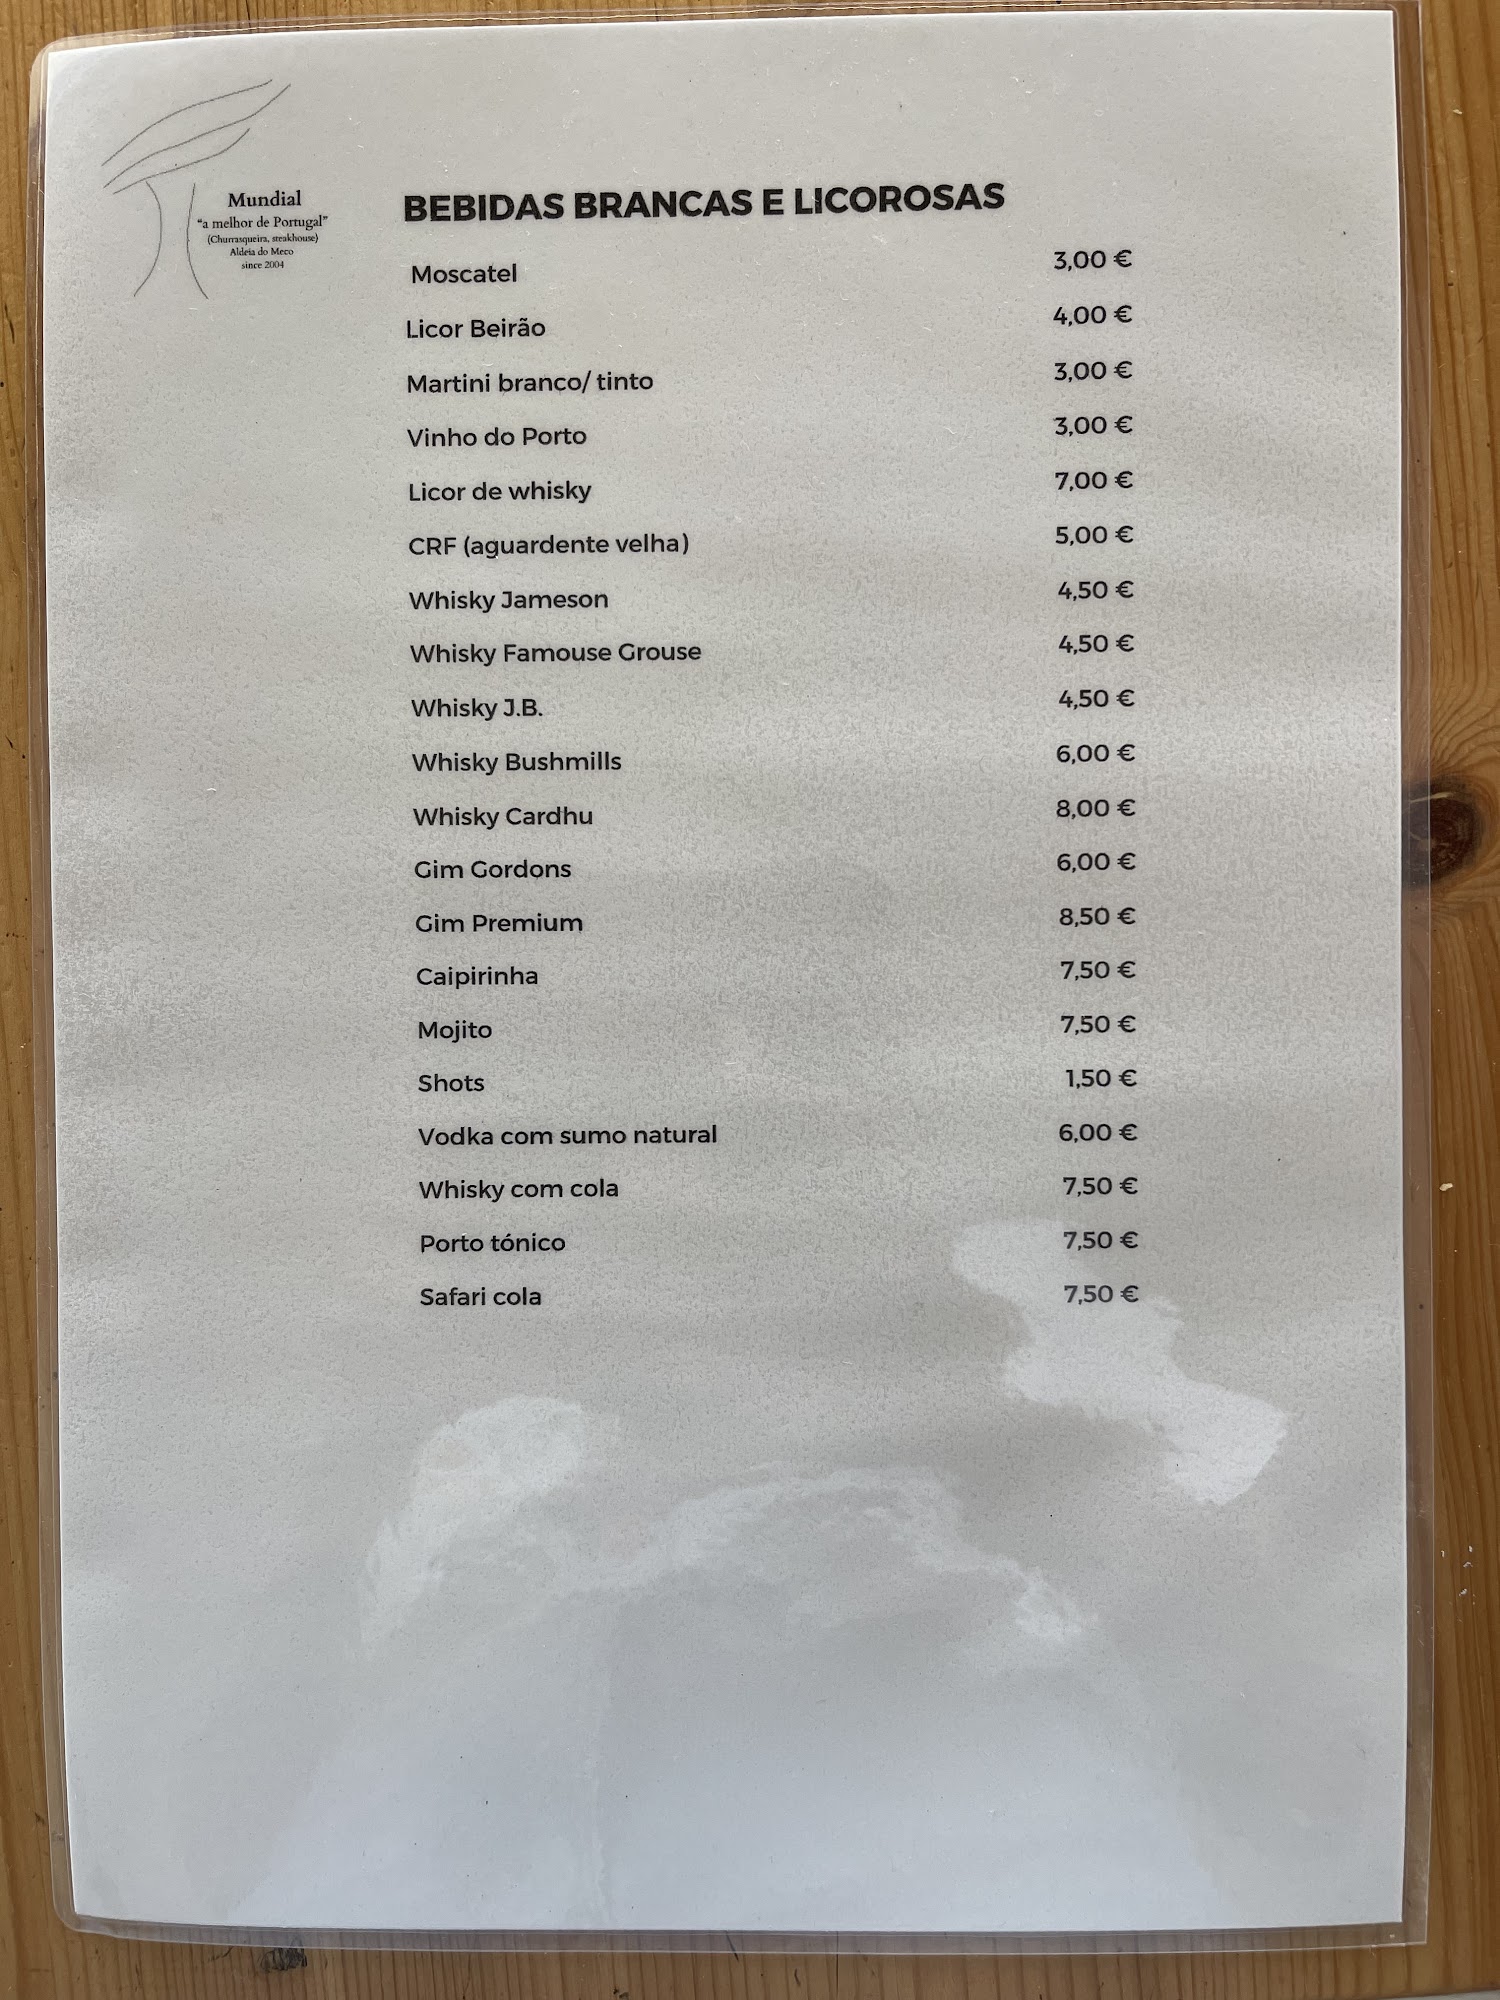 Mundial
"a melhor de Portugal"
(Churrasqueira, steakhouse)
Aldeia do Meco
since 2004
BEBIDAS BRANCAS E LICOROSAS
Moscatel 3,00 €
Licor Beirão 4,00 €
Martini branco/ tinto 3,00 €
Vinho do Porto 3,00 €
Licor de whisky 7,00 €
CRF (aguardente velha) 5,00 €
Whisky Jameson 4,50 €
Whisky Famouse Grouse 4,50 €
Whisky J.B. 4,50 €
Whisky Bushmills 6,00 €
Whisky Cardhu 8,00 €
Gim Gordons 6,00 €
Gim Premium 8,50 €
Caipirinha 7,50 €
Mojito 7,50 €
Shots 1,50 €
Vodka com sumo natural 6,00 €
Whisky com cola 7,50 €
Porto tónico 7,50 €
Safari cola 7,50 €